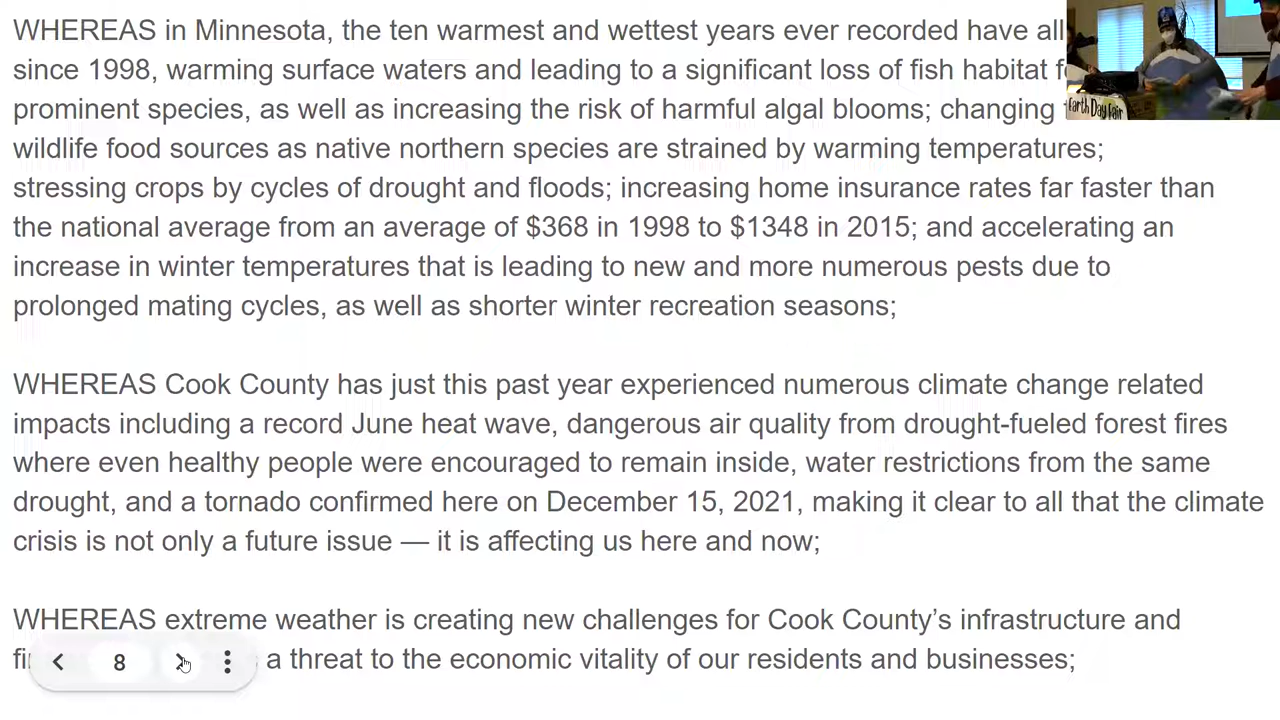 WHEREAS in Minnesota, the ten warmest and wettest years ever recorded have all
since 1998, warming surface waters and leading to a significant loss of fish habitat
prominent species, as well as increasing the risk of harmful algal blooms; changing
Earth Day Fair
wildlife food sources as native northern species are strained by warming temperatures;
stressing crops by cycles of drought and floods; increasing home insurance rates far faster than
the national average from an average of $368 in 1998 to $1348 in 2015; and accelerating an
increase in winter temperatures that is leading to new and more numerous pests due to
prolonged mating cycles, as well as shorter winter recreation seasons;
WHEREAS Cook County has just this past year experienced numerous climate change related
impacts including a record June heat wave, dangerous air quality from drought-fueled forest fires
where even healthy people were encouraged to remain inside, water restrictions from the same
drought, and a tornado confirmed here on December 15, 2021, making it clear to all that the climate
crisis is not only a future issue — it is affecting us here and now;
WHEREAS extreme weather is creating new challenges for Cook County’s infrastructure and
a threat to the economic vitality of our residents and businesses;
8